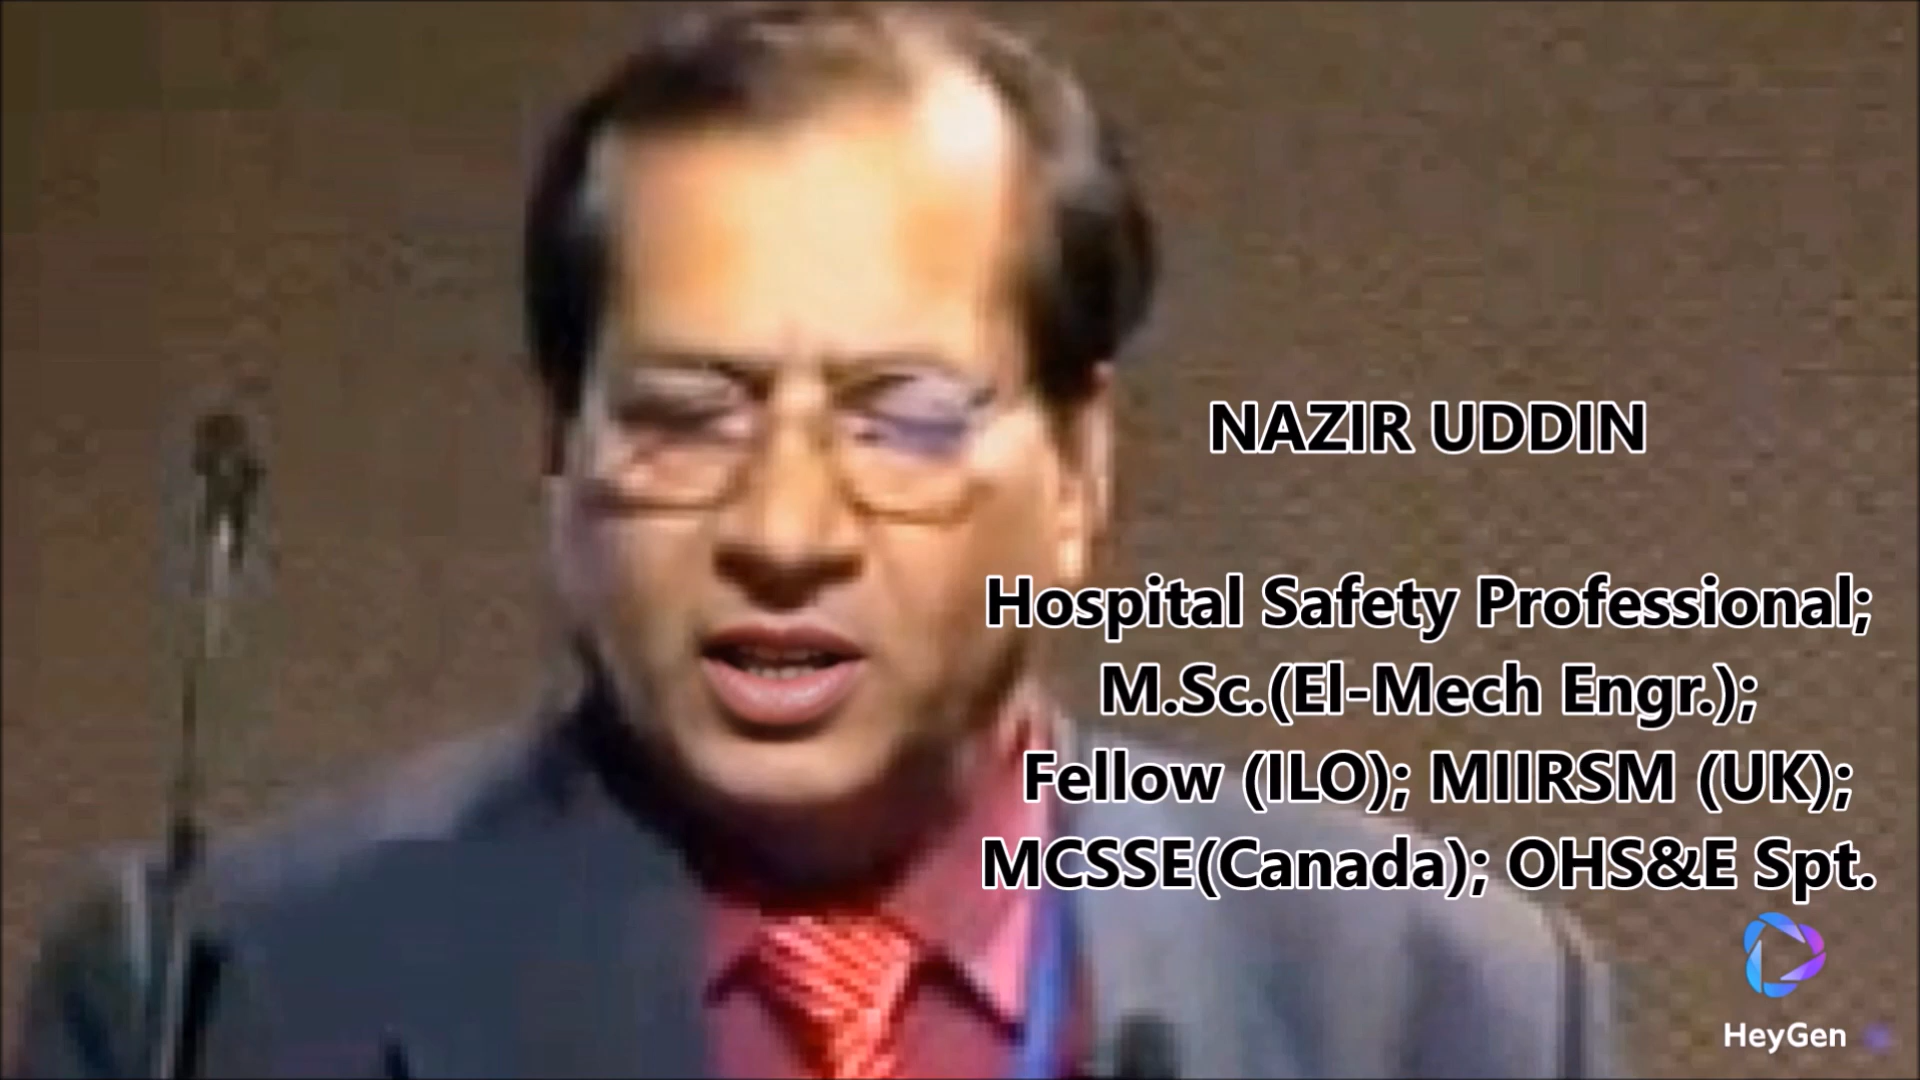 NAZIR UDDIN
Hospital Safety Professional;
M.Sc.(El-Mech Engr.);
Fellow (ILO); MIIRSM (UK);
MCSSE(Canada); OHS&E Spt.
HeyGen